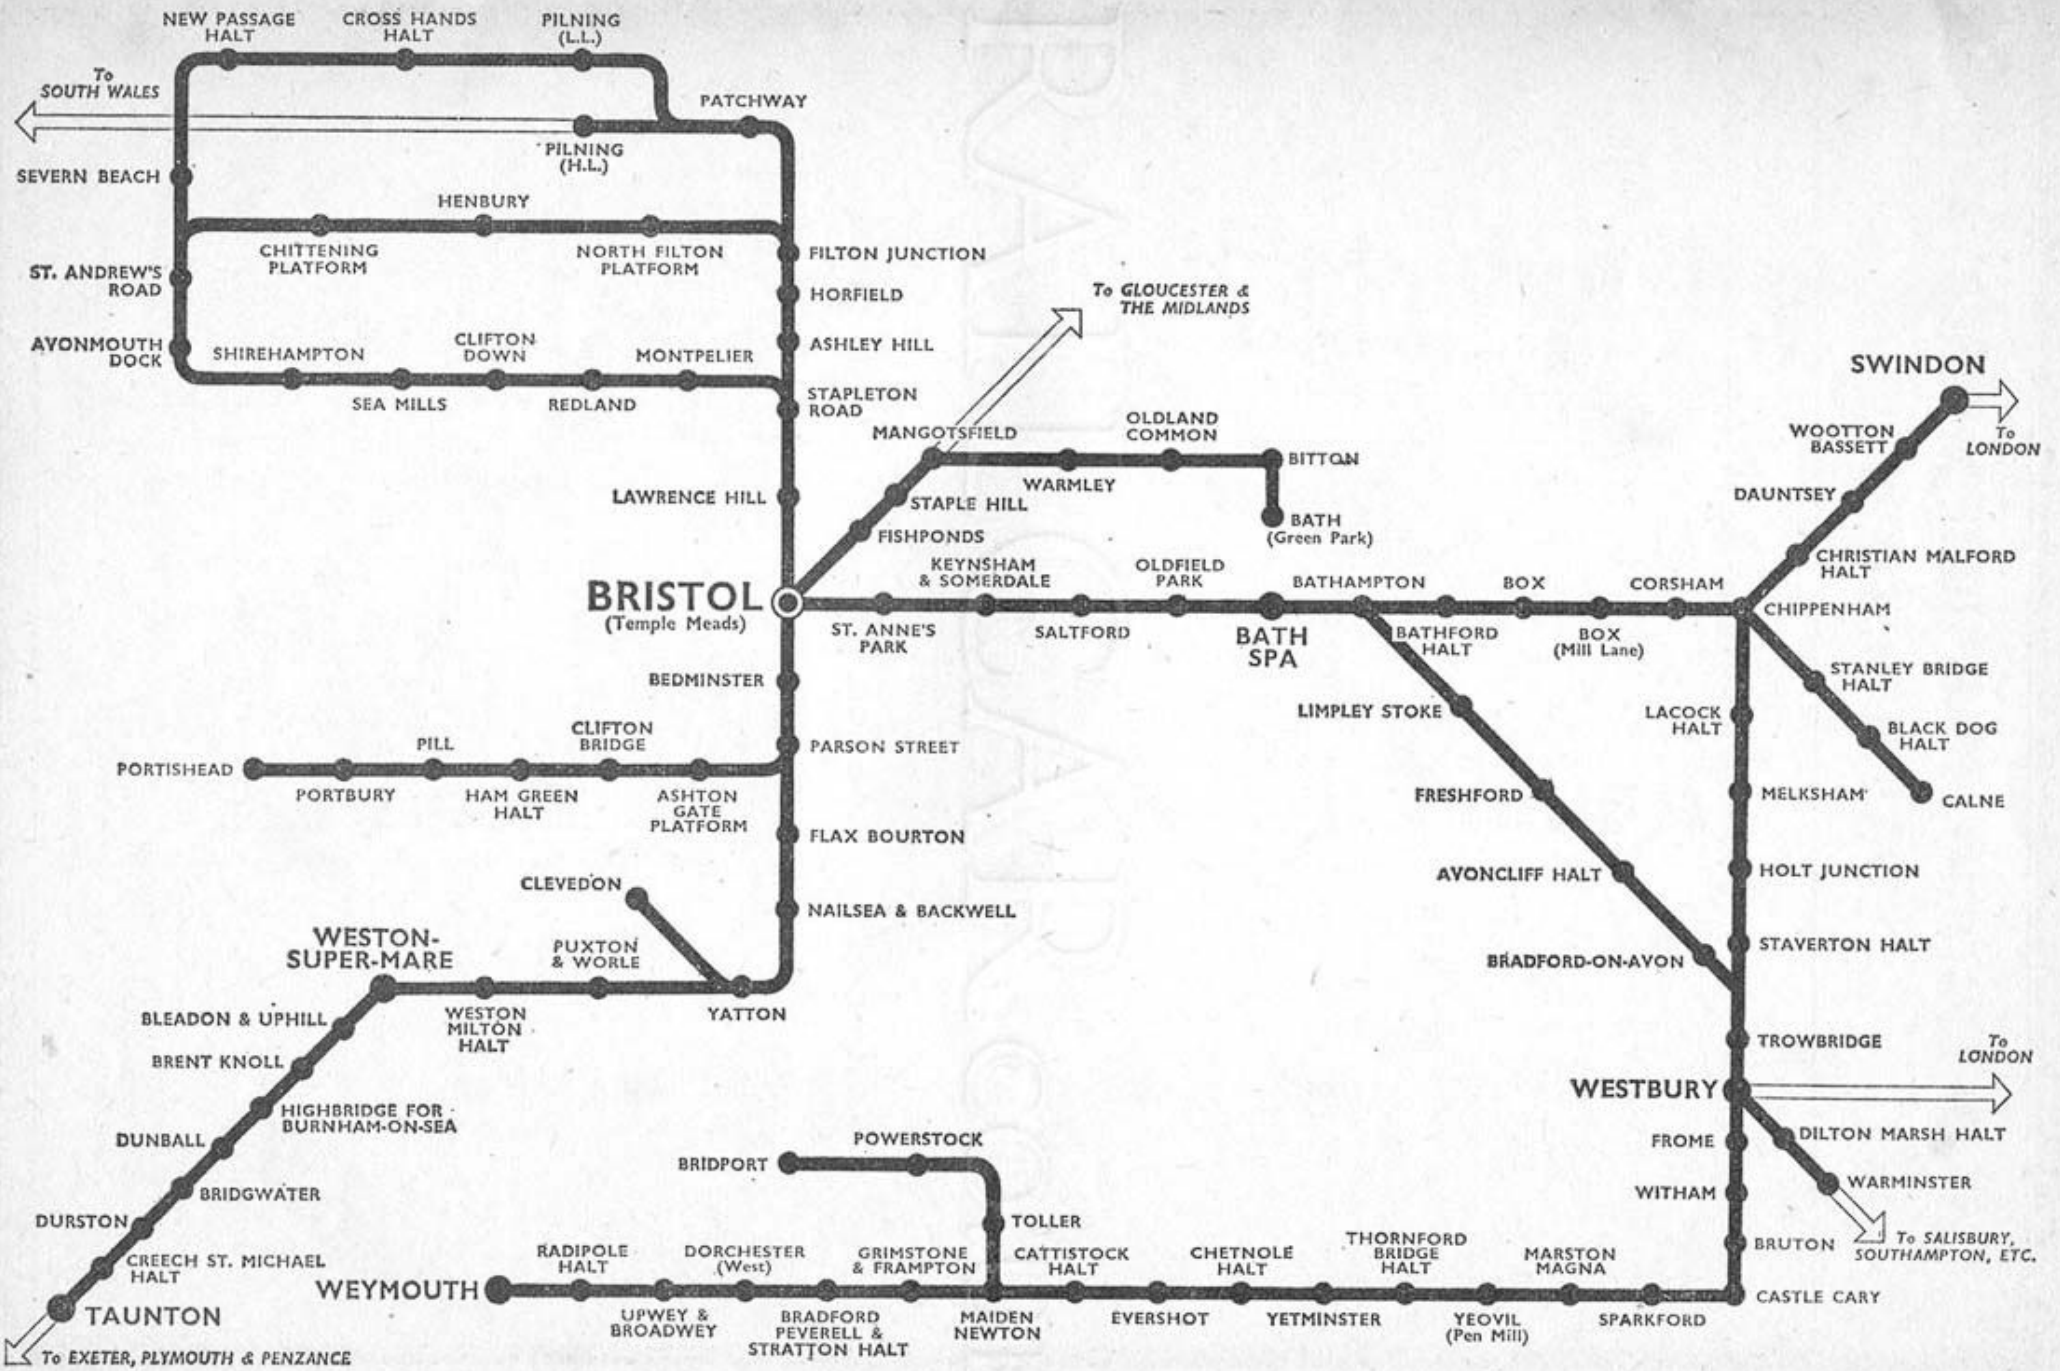 NEW PASSAGE
HALT
CROSS HANDS
HALT
PILNING
(L.L.)
To
SOUTH WALES
PATCHWAY
PILNING
(H.L.)
SEVERN BEACH
HENBURY
CHITTENING
PLATFORM
NORTH FILTON
PLATFORM
FILTON JUNCTION
ST. ANDREW'S
ROAD
HORFIELD
To GLOUCESTER &
THE MIDLANDS
AVONMOUTH
DOCK
SHIREHAMPTON
CLIFTON
DOWN
MONTPELIER
ASHLEY HILL
SEA MILLS
REDLAND
STAPLETON
ROAD
SWINDON
To
LONDON
MANGOTSFIELD
OLDLAND
COMMON
WOOTTON
BASSETT
BITTON
WARMLEY
LAWRENCE HILL
STAPLE HILL
DAUNTSEY
BATH
(Green Park)
FISHPONDS
CHRISTIAN MALFORD
HALT
BRISTOL
(Temple Meads)
KEYNSHAM
& SOMERDALE
OLDFIELD
PARK
BATHAMPTON
BOX
CORSHAM
CHIPPENHAM
ST. ANNE'S
PARK
SALTFORD
BATH
SPA
BATHFORD
HALT
BOX
(Mill Lane)
BEDMINSTER
STANLEY BRIDGE
HALT
LIMPLEY STOKE
LACOCK
HALT
BLACK DOG
HALT
PORTISHEAD
PILL
CLIFTON
BRIDGE
PARSON STREET
PORTBURY
HAM GREEN
HALT
ASHTON
GATE
PLATFORM
FRESHFORD
MELKSHAM
CALNE
FLAX BOURTON
AVONCLIFF HALT
HOLT JUNCTION
CLEVEDON
NAILSEA & BACKWELL
WESTON-
SUPER-MARE
PUXTON
& WORLE
BRADFORD-ON-AVON
STAVERTON HALT
BLEADON & UPHILL
WESTON
MILTON
HALT
YATTON
BRENT KNOLL
TROWBRIDGE
To
LONDON
WESTBURY
HIGHBRIDGE FOR
BURNHAM-ON-SEA
DUNBALL
POWERSTOCK
FROME
DILTON MARSH HALT
BRIDPORT
BRIDGWATER
WITHAM
WARMINSTER
DURSTON
TOLLER
BRUTON
To SALISBURY,
SOUTHAMPTON, ETC.
CREECH ST. MICHAEL
HALT
WEYMOUTH
RADIPOLE
HALT
DORCHESTER
(West)
GRIMSTONE
& FRAMPTON
CATTISTOCK
HALT
CHETNOLE
HALT
THORNFORD
BRIDGE
HALT
MARSTON
MAGNA
CASTLE CARY
TAUNTON
UPWEY &
BROADWEY
BRADFORD
PEVERELL &
STRATTON HALT
MAIDEN
NEWTON
EVERSHOT
YETMINSTER
YEOVIL
(Pen Mill)
SPARKFORD
To EXETER, PLYMOUTH & PENZANCE